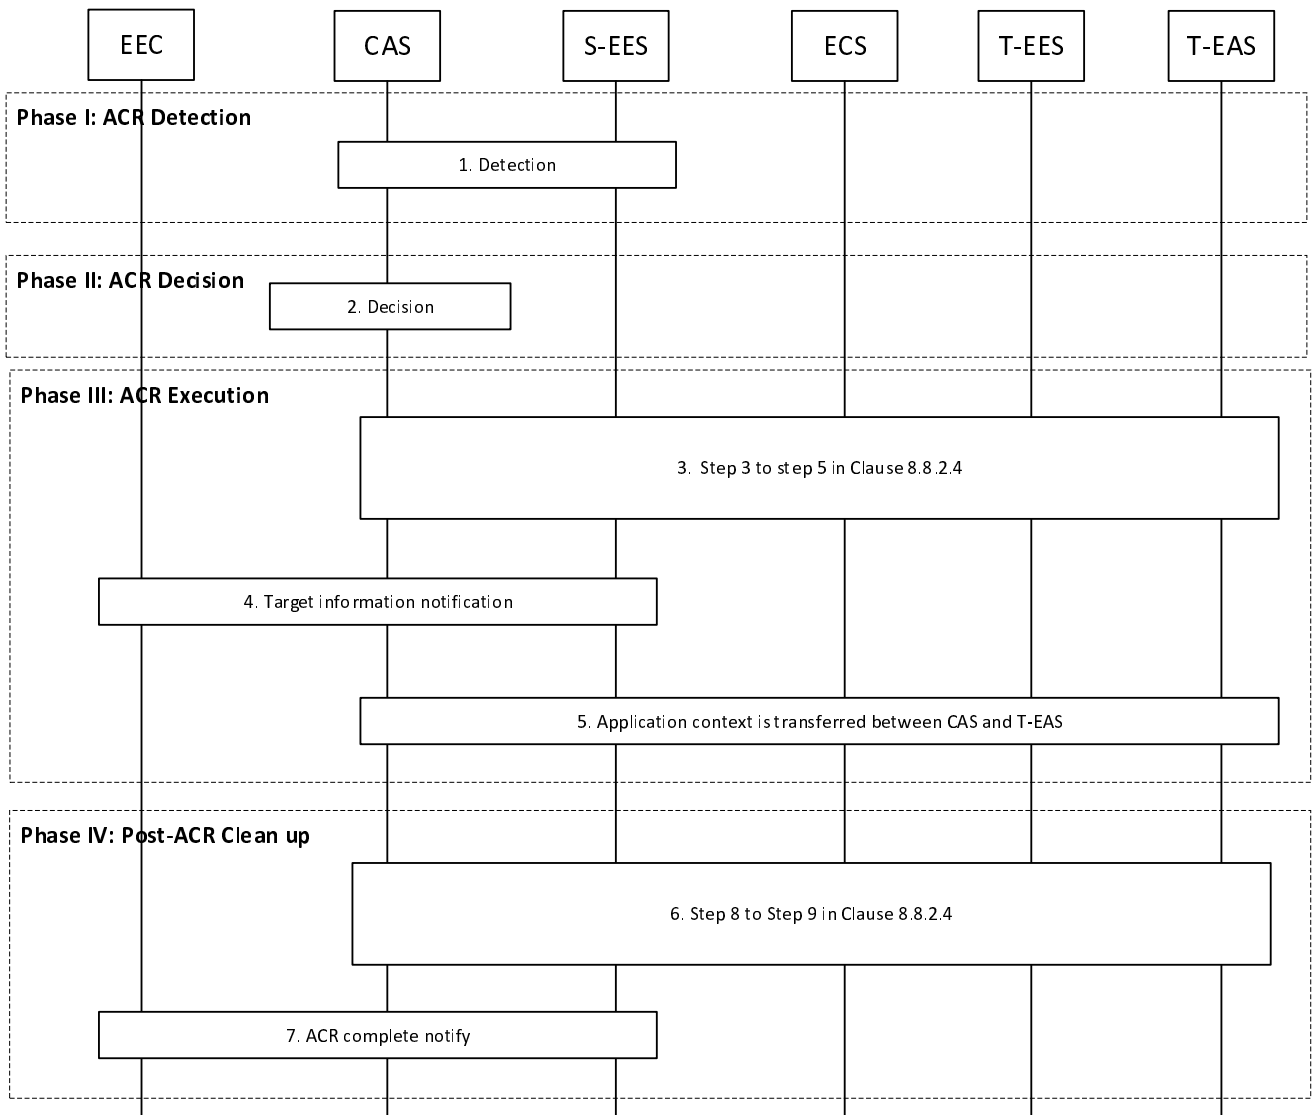 EEC
CAS
S-EES
ECS
T-EES
T-EAS
Phase I: ACR Detection
1. Detection
Phase II: ACR Decision
2. Decision
Phase III: ACR Execution
3. Step 3 to step 5 in Clause 8.8.2.4
4. Target information notification
5. Application context is transferred between CAS and T-EAS
Phase IV: Post-ACR Clean up
6. Step 8 to Step 9 in Clause 8.8.2.4
7. ACR complete notify